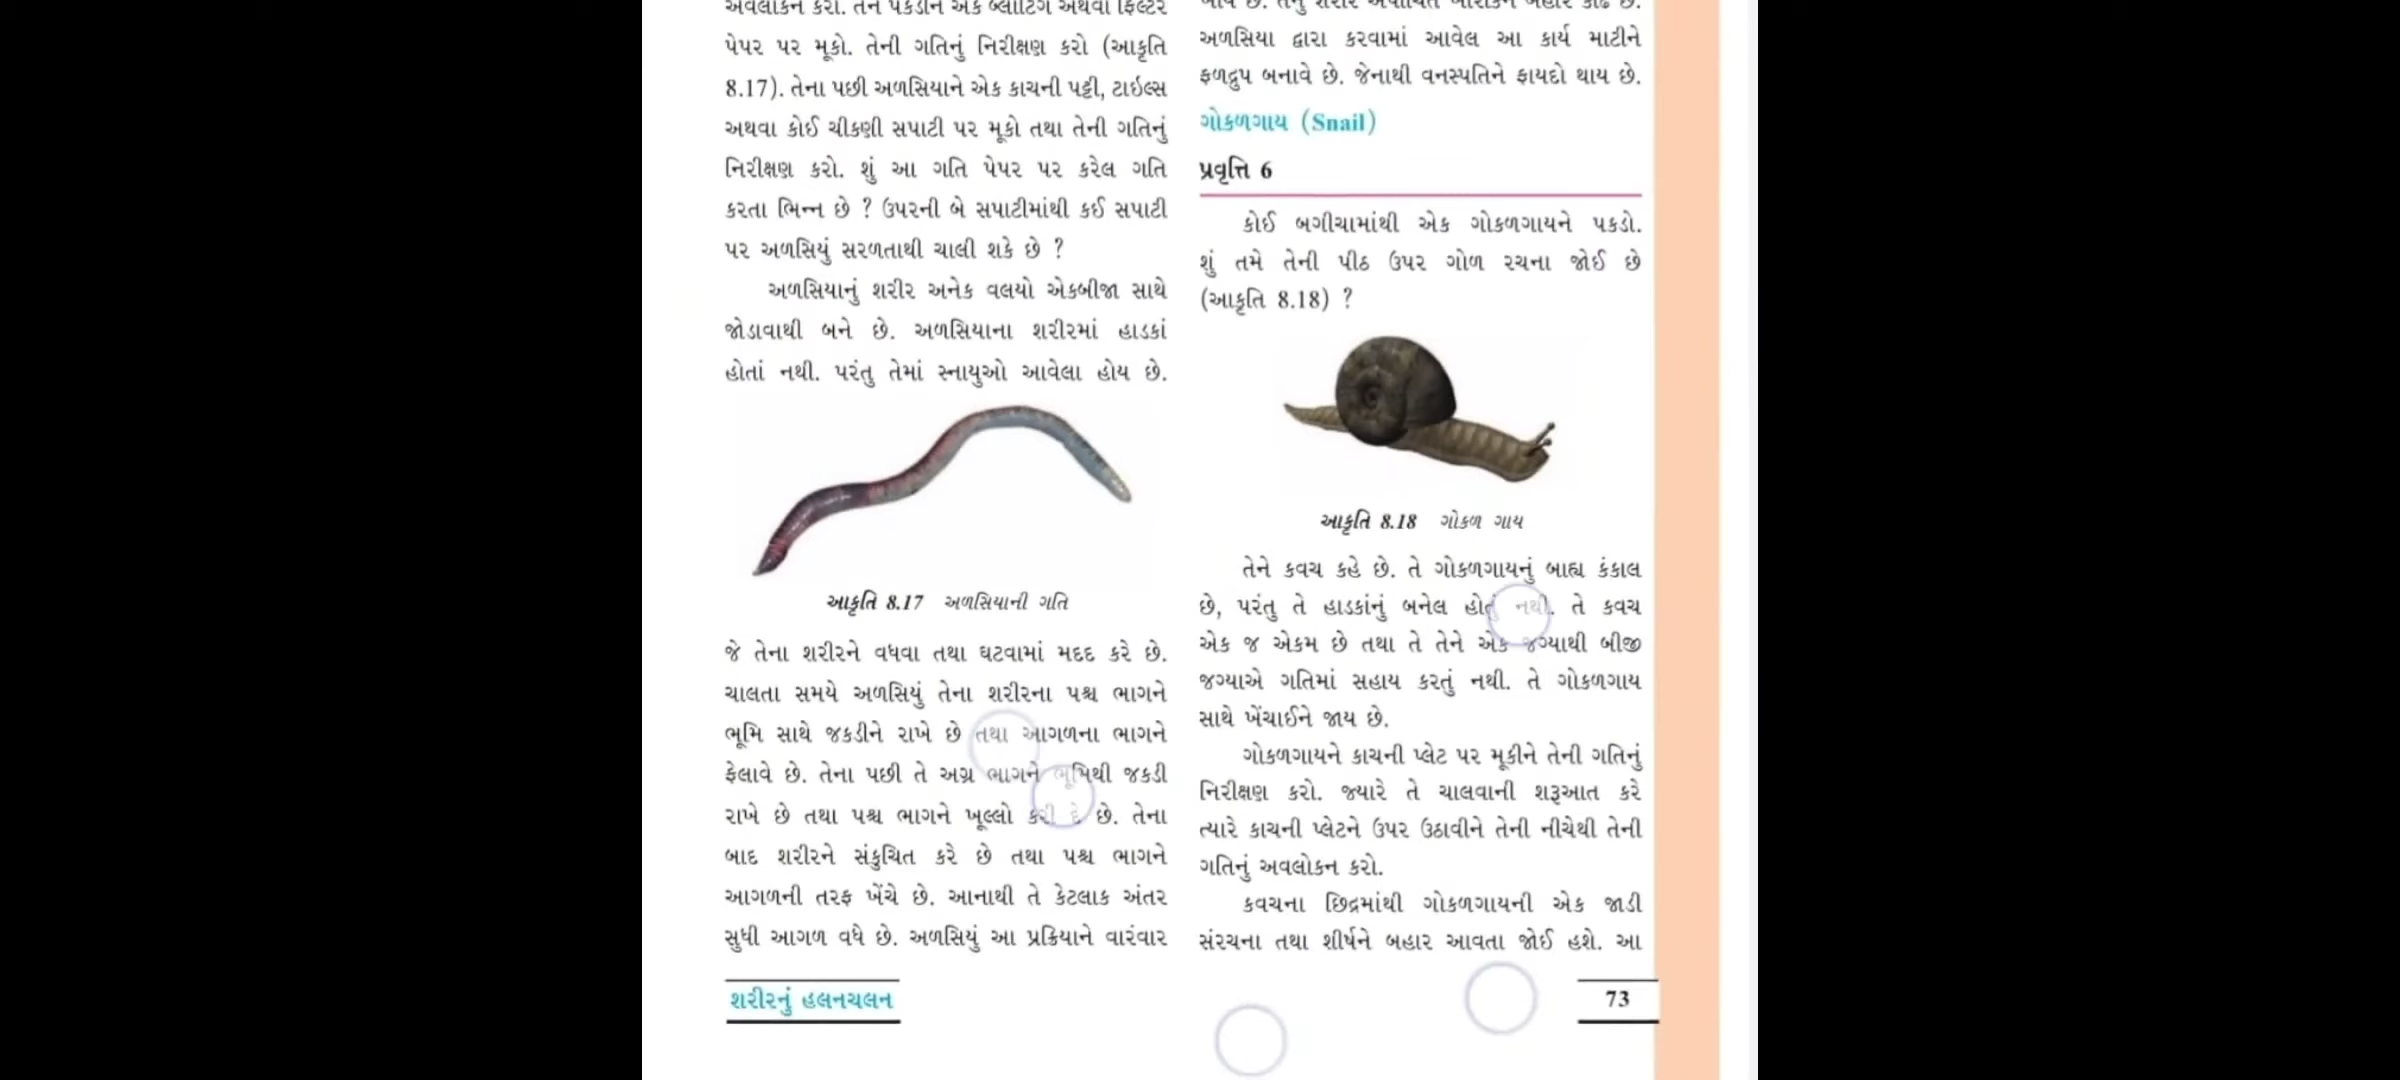 અવલોકન કરો. તેને પકડીને એક બ્લોટિંગ અથવા ફિલ્ટર
પેપર પર મૂકો. તેની ગતિનું નિરીક્ષણ કરો (આકૃતિ
8.17). તેના પછી અળસિયાને એક કાચની પટ્ટી, ટાઇલ્સ
અથવા કોઈ ચીકણી સપાટી પર મૂકો તથા તેની ગતિનું
નિરીક્ષણ કરો. શું આ ગતિ પેપર પર કરેલ ગતિ
કરતા ભિન્ન છે ? ઉપરની બે સપાટીમાંથી કઈ સપાટી
પર અળસિયું સરળતાથી ચાલી શકે છે ?
અળસિયાનું શરીર અનેક વલયો એકબીજા સાથે
જોડાવાથી બને છે. અળસિયાના શરીરમાં હાડકાં
હોતાં નથી. પરંતુ તેમાં સ્નાયુઓ આવેલા હોય છે.
આકૃતિ 8.17 અળસિયાની ગતિ
જે તેના શરીરને વધવા તથા ઘટવામાં મદદ કરે છે.
ચાલતા સમયે અળસિયું તેના શરીરના પશ્ચ ભાગને
ભૂમિ સાથે જકડીને રાખે છે તથા આગળના ભાગને
ફેલાવે છે. તેના પછી તે અગ્ર ભાગને ભૂમિથી જકડી
રાખે છે તથા પશ્ચ ભાગને ખૂલ્લો કરી દે છે. તેના
બાદ શરીરને સંકુચિત કરે છે તથા પશ્ચ ભાગને
આગળની તરફ ખેંચે છે. આનાથી તે કેટલાક અંતર
સુધી આગળ વધે છે. અળસિયું આ પ્રક્રિયાને વારંવાર
છે. તેનું શરીર બહાર કાઢે છે.
અળસિયા દ્વારા કરવામાં આવેલ આ કાર્ય માટીને
ફળદ્રુપ બનાવે છે. જેનાથી વનસ્પતિને ફાયદો થાય છે.
ગોકળગાય (Snail)
પ્રવૃત્તિ 6
કોઈ બગીચામાંથી એક ગોકળગાયને પકડો.
શું તમે તેની પીઠ ઉપર ગોળ રચના જોઈ છે
(આકૃતિ 8.18) ?
આકૃતિ 8.18 ગોકળ ગાય
તેને કવચ કહે છે. તે ગોકળગાયનું બાહ્ય કંકાલ
છે, પરંતુ તે હાડકાંનું બનેલ હોતું નથી. તે કવચ
એક જ એકમ છે તથા તે તેને એક જગ્યાથી બીજી
જગ્યાએ ગતિમાં સહાય કરતું નથી. તે ગોકળગાય
સાથે ખેંચાઈને જાય છે.
ગોકળગાયને કાચની પ્લેટ પર મૂકીને તેની ગતિનું
નિરીક્ષણ કરો. જ્યારે તે ચાલવાની શરૂઆત કરે
ત્યારે કાચની પ્લેટને ઉપર ઉઠાવીને તેની નીચેથી તેની
ગતિનું અવલોકન કરો.
કવચના છિદ્રમાંથી ગોકળગાયની એક જાડી
સંરચના તથા શીર્ષને બહાર આવતા જોઈ હશે. આ
શરીરનું હલનચલન
73